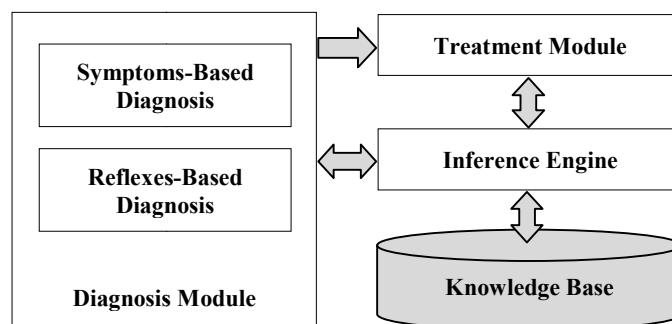 Symptoms-Based
Diagnosis
Reflexes-Based
Diagnosis
Diagnosis Module
Treatment Module
Inference Engine
Knowledge Base